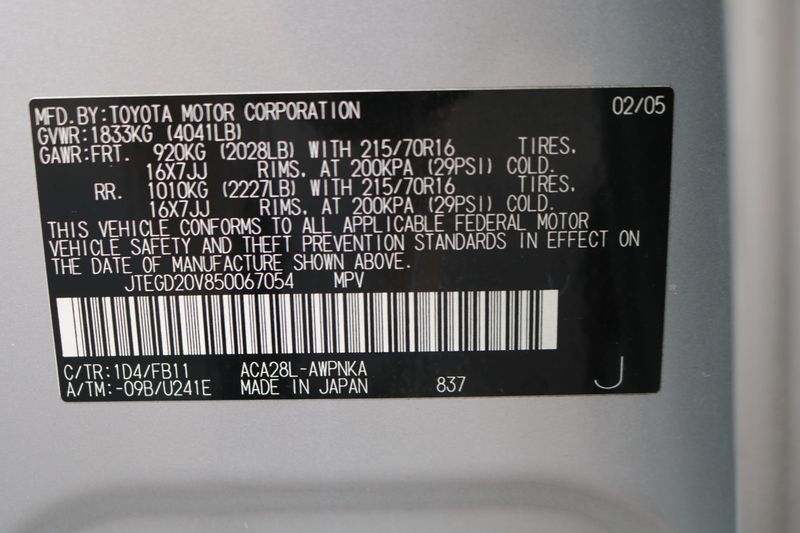 MFD.BY:TOYOTA MOTOR CORPORATION 02/05
GVWR:1833KG (4041LB)
GAWR:FRT. 920KG (2028LB) WITH 215/70R16 TIRES.
16X7JJ RIMS. AT 200KPA (29PSI) COLD.
RR. 1010KG (2227LB) WITH 215/70R16 TIRES.
16X7JJ RIMS. AT 200KPA (29PSI) COLD.
THIS VEHICLE CONFORMS TO ALL APPLICABLE FEDERAL MOTOR
VEHICLE SAFETY AND THEFT PREVENTION STANDARDS IN EFFECT ON
THE DATE OF MANUFACTURE SHOWN ABOVE.
JTEGD20V850067054 MPV
C/TR:1D4/FB11 ACA28L-AWPNKA
A/TM:-09B/U241E MADE IN JAPAN 837 J